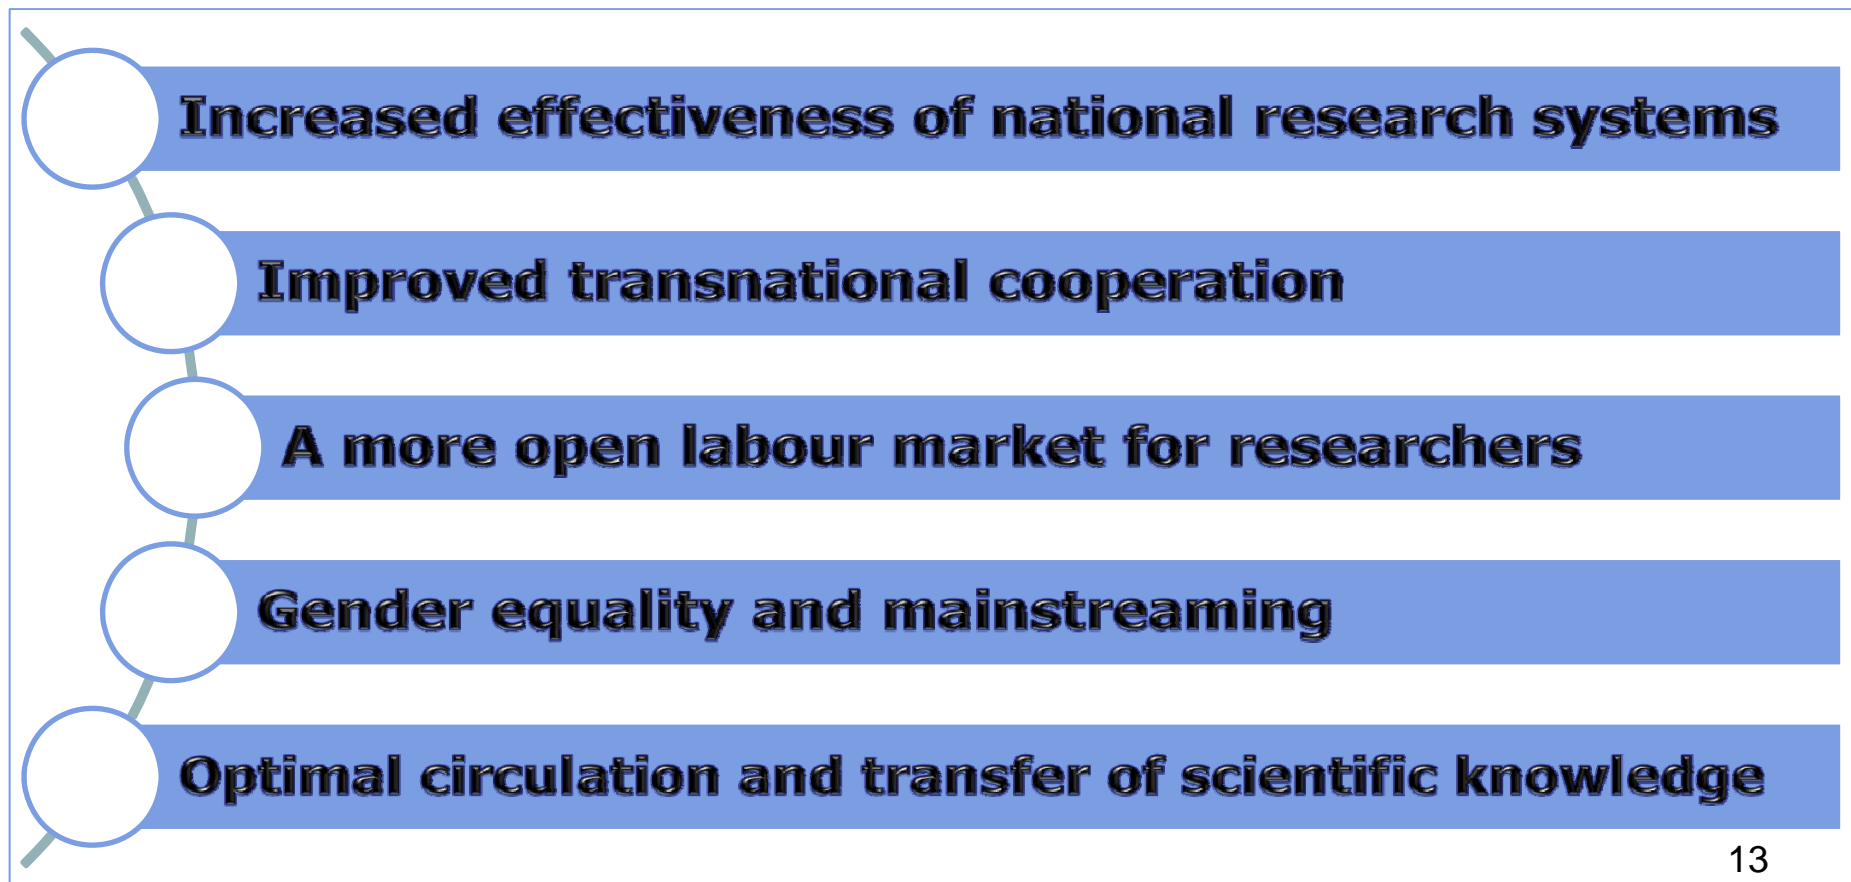 Increased effectiveness of national research systems
Improved transnational cooperation
A more open labour market for researchers
Gender equality and mainstreaming
Optimal circulation and transfer of scientific knowledge
13